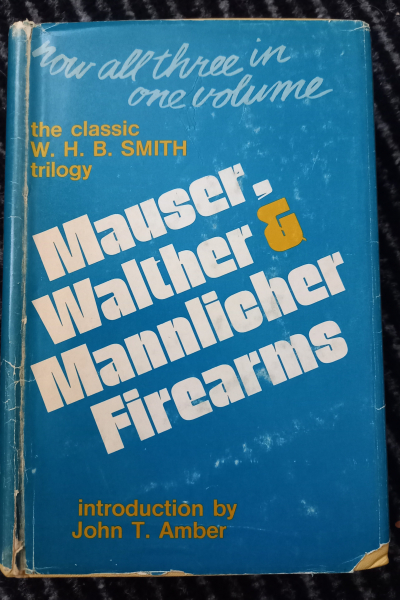 now all three in
one volume
the classic
W. H. B. SMITH
trilogy
Mauser,
Walther &
Mannlicher
Firearms
introduction by
John T. Amber